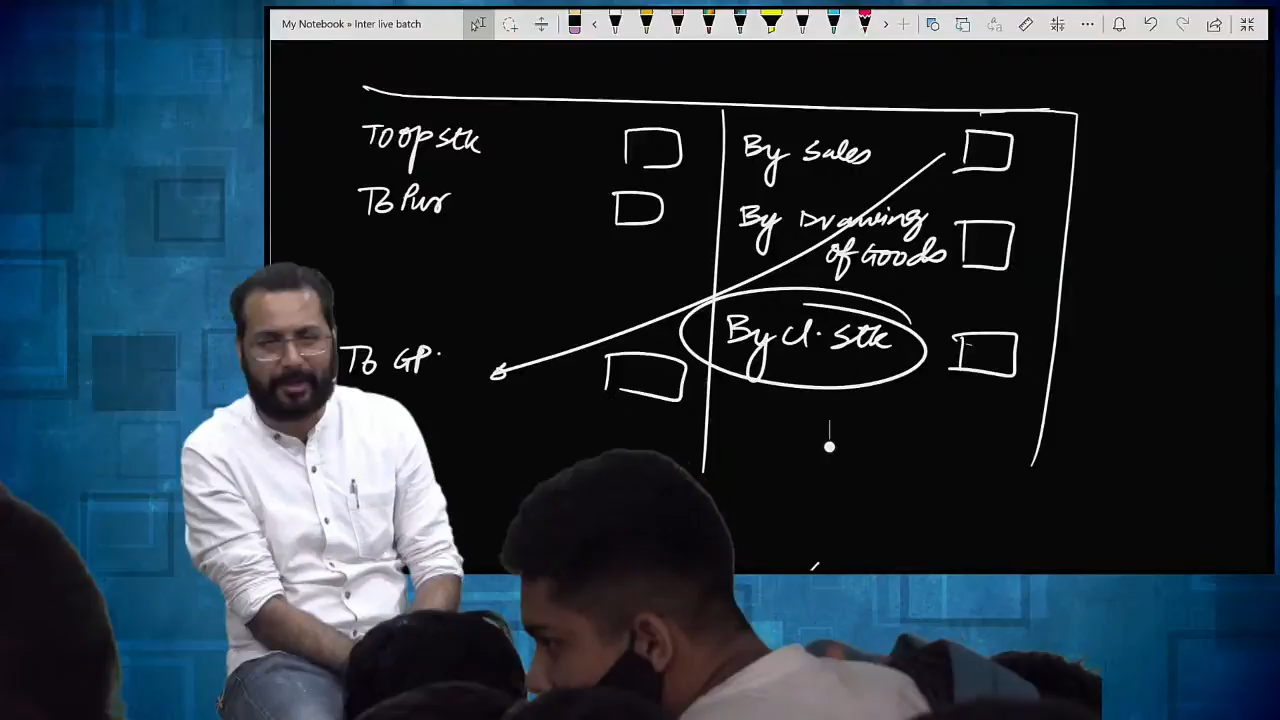 My Notebook » Inter live batch
To op stk
By Sales
To Pur
By Drawing
of Goods
By Cl. Stk
To GP.